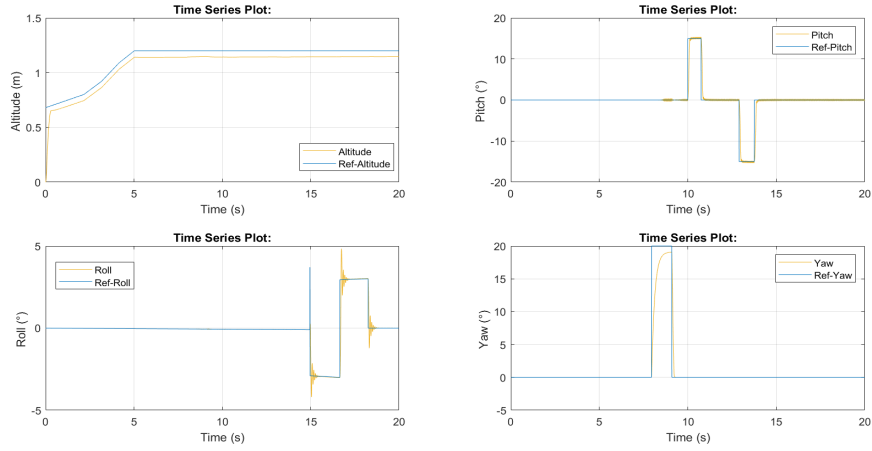 Time Series Plot:
1.5
1
0.5
0
Altitude (m)
Altitude
Ref-Altitude
0 5 10 15 20
Time (s)
Time Series Plot:
20
10
0
-10
-20
Pitch (°)
Pitch
Ref-Pitch
0 5 10 15 20
Time (s)
Time Series Plot:
5
0
-5
Roll (°)
Roll
Ref-Roll
0 5 10 15 20
Time (s)
Time Series Plot:
20
15
10
5
0
-5
Yaw (°)
Yaw
Ref-Yaw
0 5 10 15 20
Time (s)